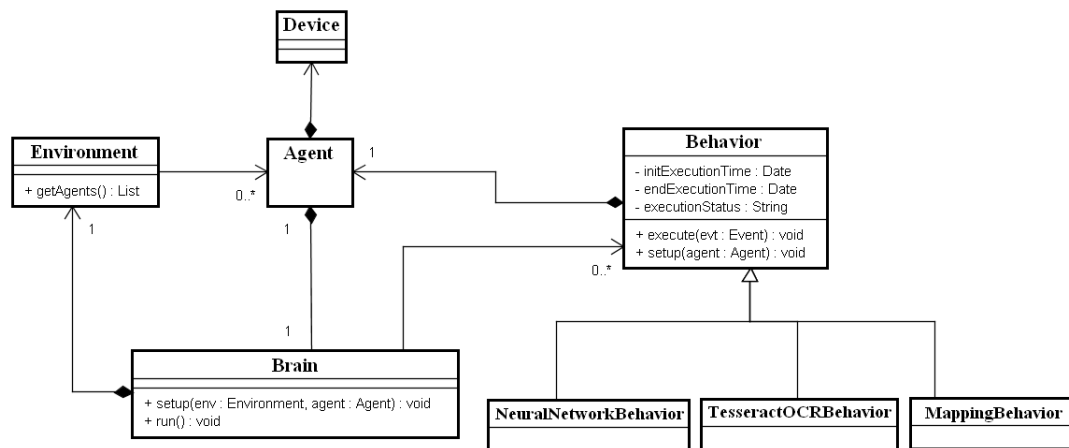 Device
Environment
+ getAgents() : List
1
Agent
0..*
1
1
1
Behavior
- initExecutionTime : Date
- endExecutionTime : Date
- executionStatus : String
+ execute(evt : Event) : void
+ setup(agent : Agent) : void
0..*
Brain
+ setup(env : Environment, agent : Agent) : void
+ run() : void
NeuralNetworkBehavior
TesseractOCRBehavior
MappingBehavior